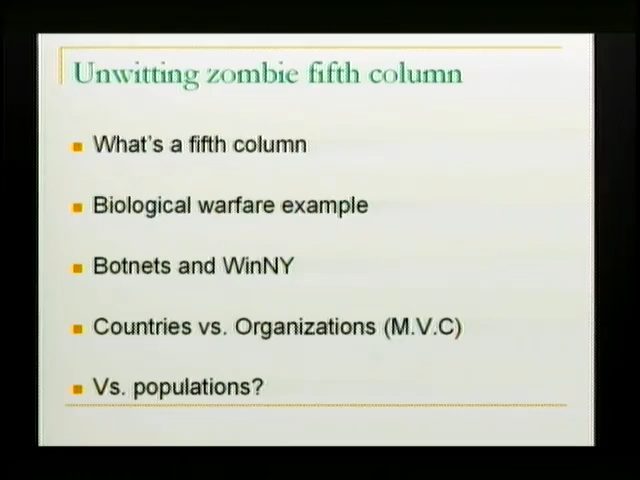 Unwitting zombie fifth column
What's a fifth column
Biological warfare example
Botnets and WinNY
Countries vs. Organizations (M.V.C)
Vs. populations?